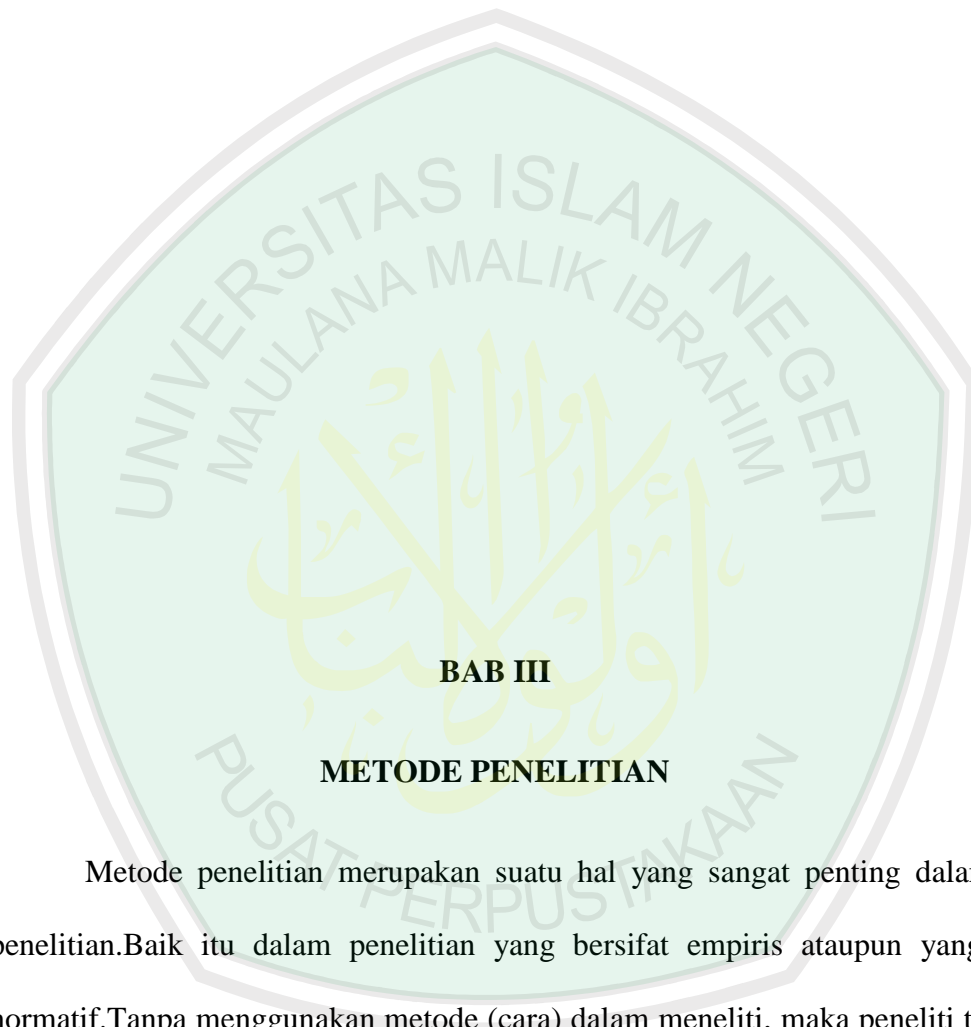 UNIVERSITAS ISLAM NEGERI
MAULANA MALIK IBRAHIM
BAB III
METODE PENELITIAN
Metode penelitian merupakan suatu hal yang sangat penting
penelitian.Baik itu dalam penelitian yang bersifat empiris ataupun yang
normatif.Tanpa menggunakan metode (cara) dalam meneliti, maka peneliti
PUSAT PERPUSTAKAAN